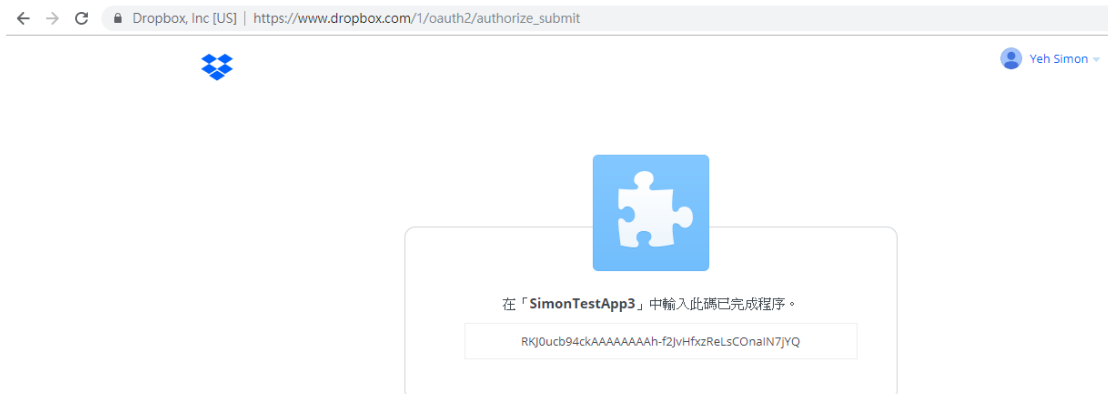 Dropbox, Inc [US] | https://www.dropbox.com/1/oauth2/authorize_submit
Yeh Simon
在「SimonTestApp3」中輸入此碼已完成程序。
RKJ0ucb94ckAAAAAAAAh-f2JvHfxzReLsCOnaIN7jYQ